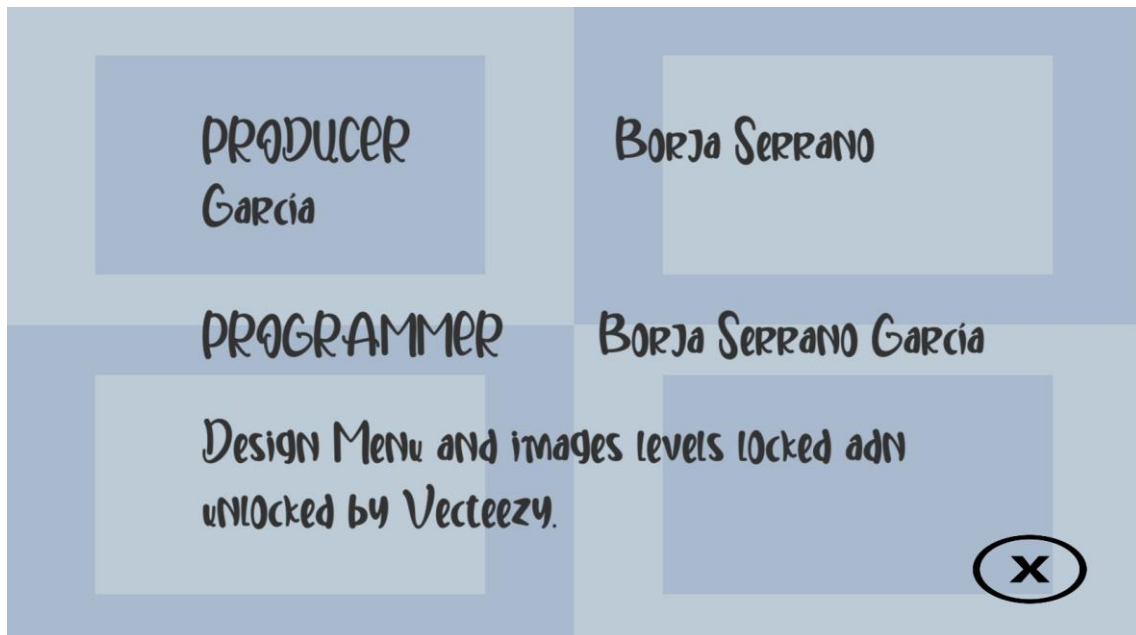 PRODUCER Borja Serrano
García
PROGRAMMER Borja Serrano García
Design Menu and images levels locked adn
unlocked by Vecteezy.
X